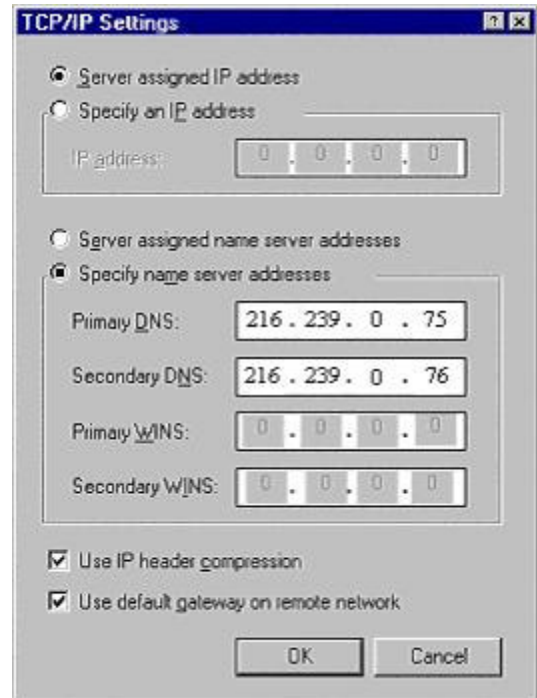 TCP/IP Settings
Server assigned IP address
Specify an IP address
IP address: 0 . 0 . 0 . 0
Server assigned name server addresses
Specify name server addresses
Primary DNS: 216 . 239 . 0 . 75
Secondary DNS: 216 . 239 . 0 . 76
Primary WINS: 0 . 0 . 0 . 0
Secondary WINS: 0 . 0 . 0 . 0
Use IP header compression
Use default gateway on remote network
OK Cancel